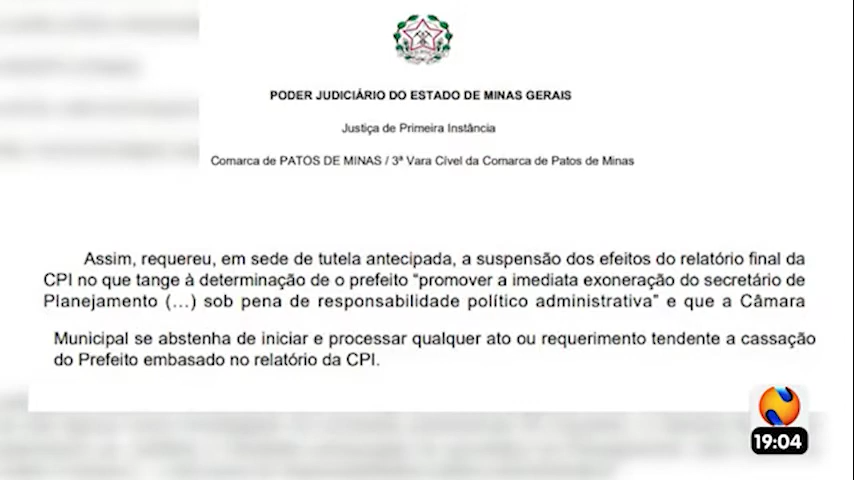 PODER JUDICIÁRIO DO ESTADO DE MINAS GERAIS
Justiça de Primeira Instância
Comarca de PATOS DE MINAS / 3ª Vara Cível da Comarca de Patos de Minas
Assim, requereu, em sede de tutela antecipada, a suspensão dos efeitos do relatório final da
CPI no que tange à determinação de o prefeito “promover a imediata exoneração do secretário de
Planejamento (...) sob pena de responsabilidade político administrativa” e que a Câmara
Municipal se abstenha de iniciar e processar qualquer ato ou requerimento tendente a cassação
do Prefeito embasado no relatório da CPI.
19:04